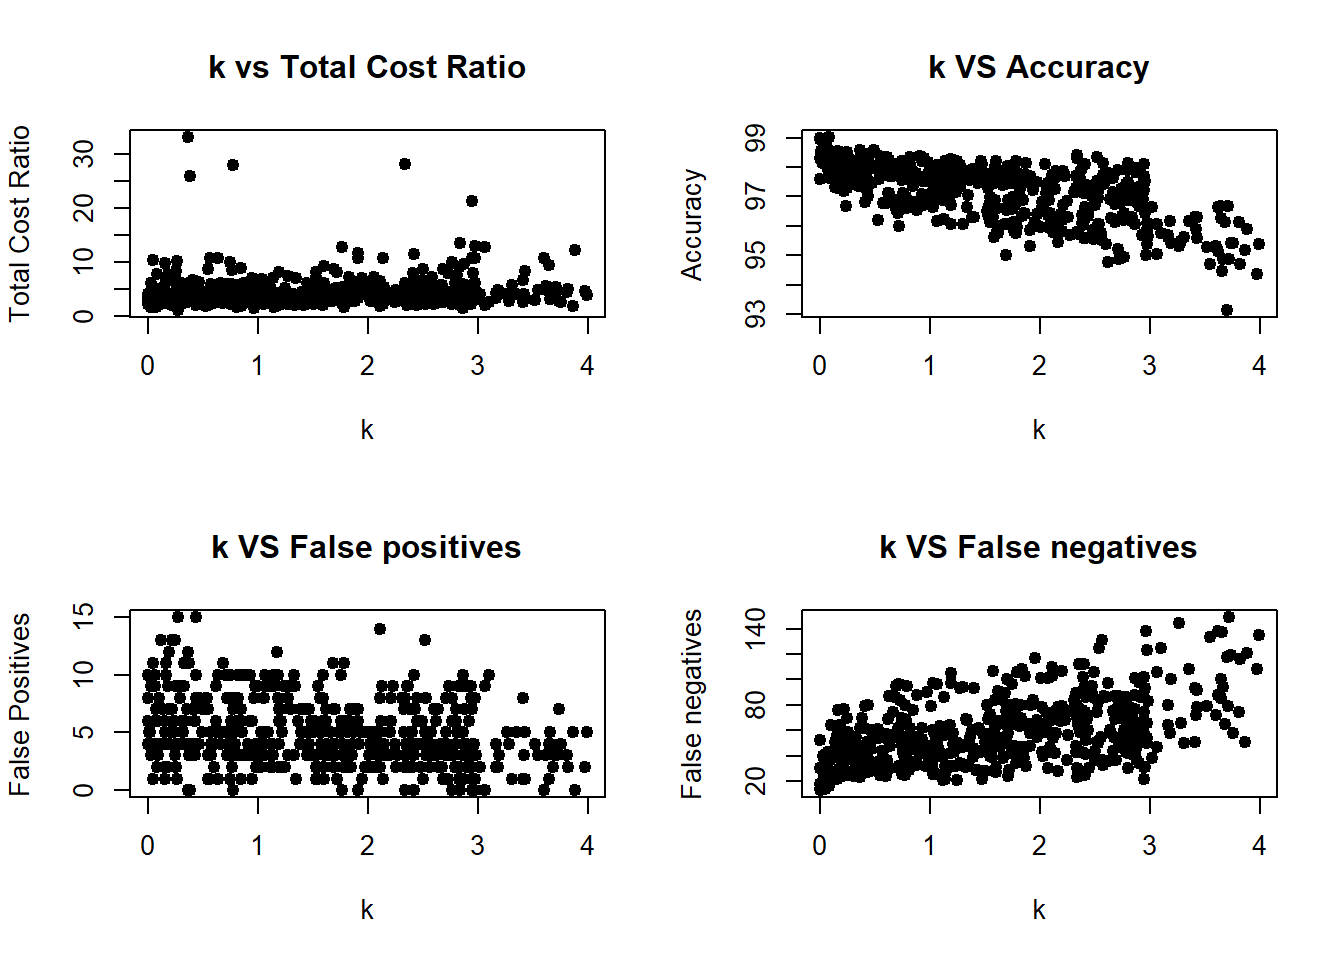 k vs Total Cost Ratio
Total Cost Ratio
0 10 20 30
0 1 2 3 4
k
k VS Accuracy
Accuracy
93 95 97 99
0 1 2 3 4
k
k VS False positives
False Positives
0 5 10 15
0 1 2 3 4
k
k VS False negatives
False negatives
20 80 140
0 1 2 3 4
k